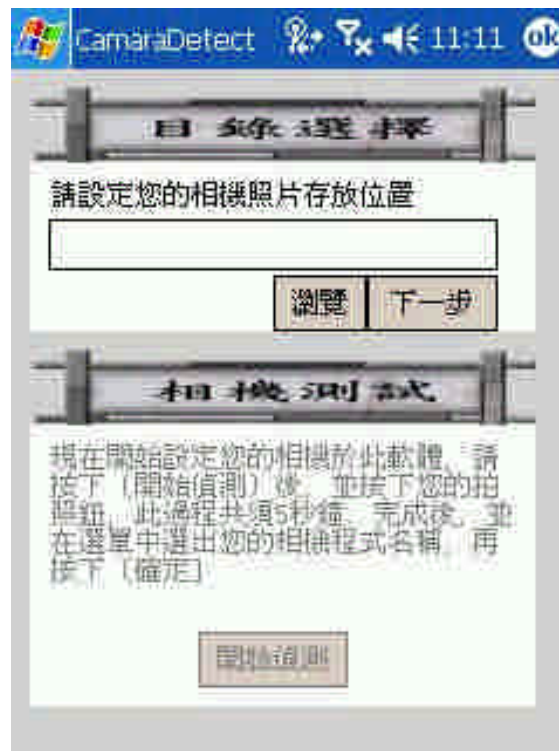 CamaraDetect 11:11 ok
目錄選擇
請設定您的相機照片存放位置
瀏覽 下一步
相機測試
現在開始設定您的相機於此軟體，請
按下〔開始偵測〕後，並按下您的拍
照鈕，此過程共須5秒鐘，完成後，並
在選單中選出您的相機程式名稱，再
按下〔確定〕
開始偵測